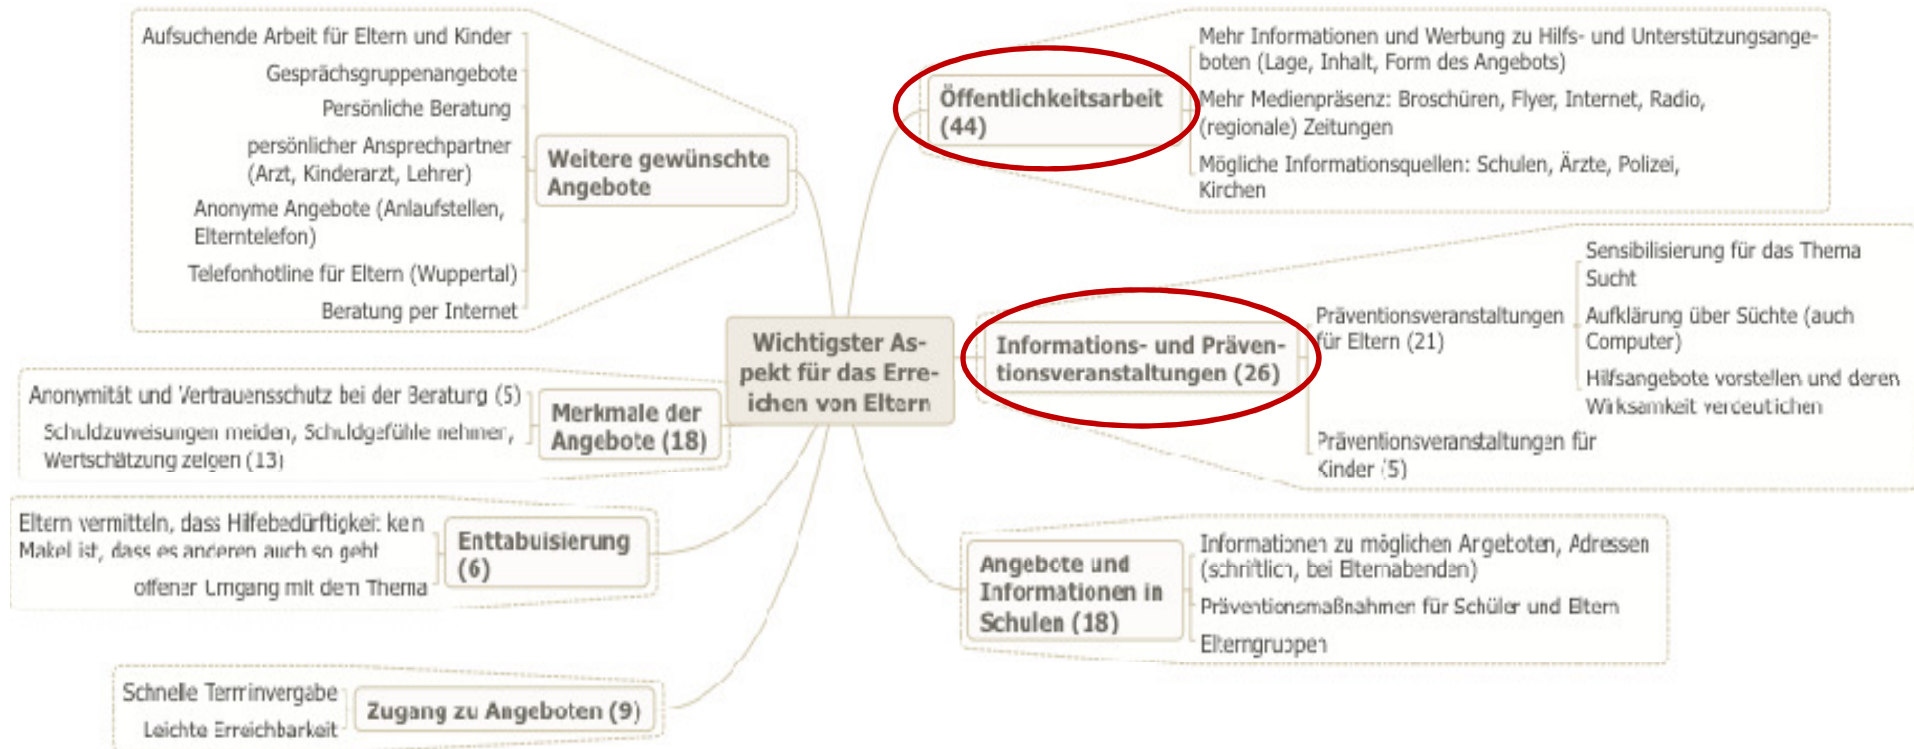 Wichtigster As-
pekt für das Erre-
ichen von Eltern
Öffentlichkeitsarbeit
(44)
Mehr Informationen und Werbung zu Hilfs- und Unterstützungsange-
boten (Lage, Inhalt, Form des Angebots)
Mehr Medienpräsenz: Broschüren, Flyer, Internet, Radio,
(regionale) Zeitungen
Mögliche Informationsquellen: Schulen, Ärzte, Polizei,
Kirchen
Informations- und Präven-
tionsveranstaltungen (26)
Präventionsveranstaltungen
für Eltern (21)
Sensibilisierung für das Thema
Sucht
Aufklärung über Süchte (auch
Computer)
Hilfsangebote vorstellen und deren
Wirksamkeit verdeutlichen
Präventionsveranstaltungen für
Kinder (5)
Angebote und
Informationen in
Schulen (18)
Informationen zu möglichen Angeboten, Adressen
(schriftlich, bei Elternabenden)
Präventionsmaßnahmen für Schüler und Eltern
Elterngruppen
Weitere gewünschte
Angebote
Aufsuchende Arbeit für Eltern und Kinder
Gesprächsgruppenangebote
Persönliche Beratung
persönlicher Ansprechpartner
(Arzt, Kinderarzt, Lehrer)
Anonyme Angebote (Anlaufstellen,
Elterntelefon)
Telefonhotline für Eltern (Wuppertal)
Beratung per Internet
Merkmale der
Angebote (18)
Anonymität und Vertrauensschutz bei der Beratung (5)
Schuldzuweisungen meiden, Schuldgefühle nehmen,
Wertschätzung zeigen (13)
Enttabuisierung
(6)
Eltern vermitteln, dass Hilfebedürftigkeit kein
Makel ist, dass es anderen auch so geht
offener Umgang mit dem Thema
Zugang zu Angeboten (9)
Schnelle Terminvergabe
Leichte Erreichbarkeit